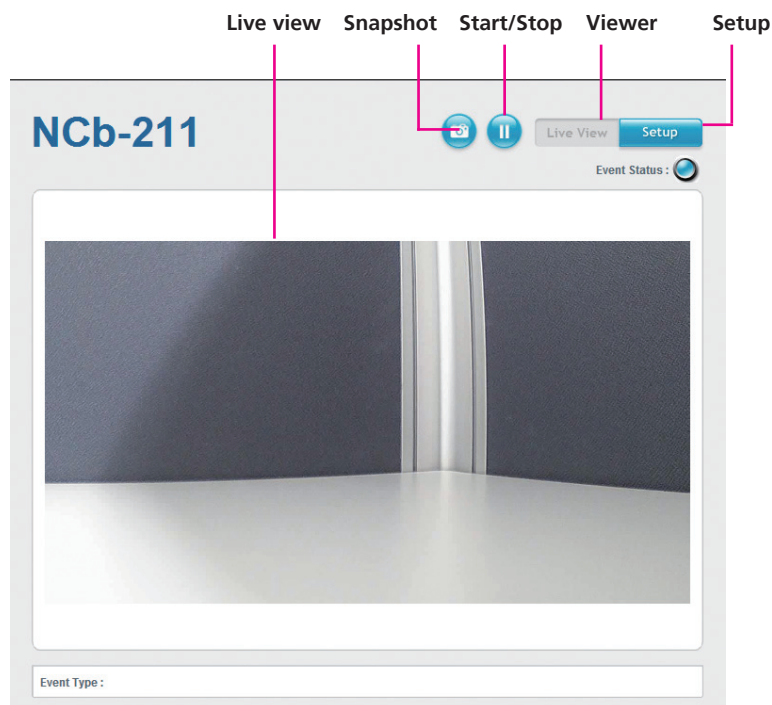 Live view Snapshot Start/Stop Viewer Setup
NCb-211
Live View Setup
Event Status :
Event Type :